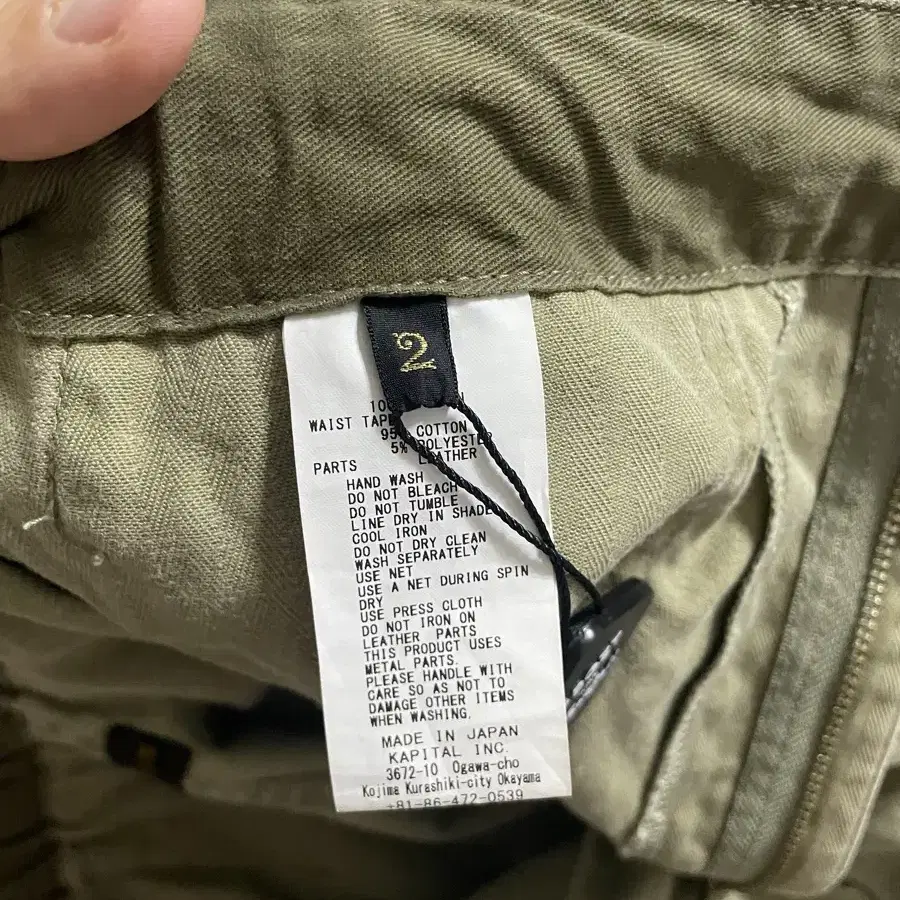 2
WAIST TAPE
95% COTTON
5% POLYESTER
PARTS LEATHER
HAND WASH
DO NOT BLEACH
DO NOT TUMBLE
LINE DRY IN SHADE
COOL IRON
DO NOT DRY CLEAN
WASH SEPARATELY
USE NET
USE A NET DURING SPIN
DRY
USE PRESS CLOTH
DO NOT IRON ON
LEATHER PARTS
THIS PRODUCT USES
METAL PARTS.
PLEASE HANDLE WITH
CARE SO AS NOT TO
DAMAGE OTHER ITEMS
WHEN WASHING.
MADE IN JAPAN
KAPITAL INC.
3672-10 Ogawa-cho
Kojima Kurashiki-city Okayama
+81-86-472-0539